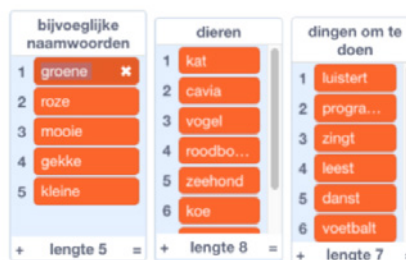 bijvoeglijke
naamwoorden
1 groene ✖
2 roze
3 mooie
4 gekke
5 kleine
+ lengte 5 =
dieren
1 kat
2 cavia
3 vogel
4 roodbo...
5 zeehond
6 koe
+ lengte 8 =
dingen om te
doen
1 luistert
2 progra...
3 zingt
4 leest
5 danst
6 voetbalt
+ lengte 7 =